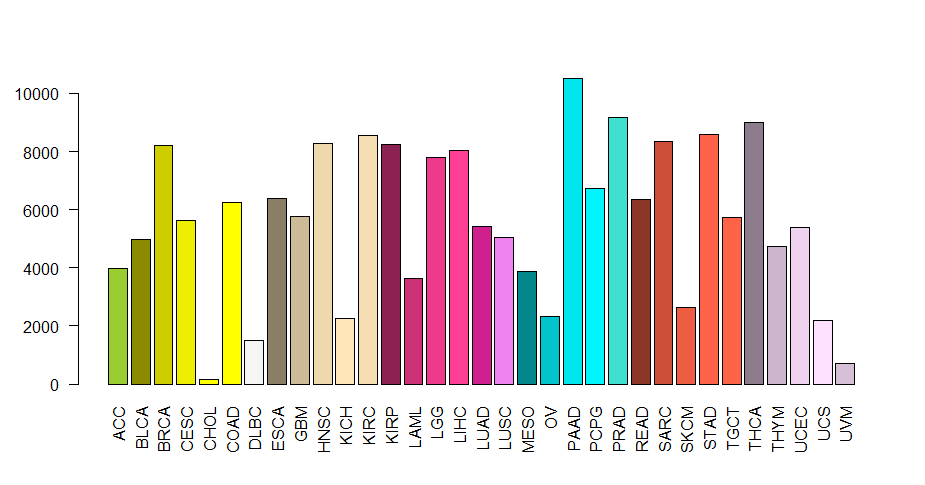 10000
8000
6000
4000
2000
0
ACC
BLCA
BRCA
CESC
CHOL
COAD
DLBC
ESCA
GBM
HNSC
KICH
KIRC
KIRP
LAML
LGG
LIHC
LUAD
LUSC
MESO
OV
PAAD
PCPG
PRAD
READ
SARC
SKCM
STAD
TGCT
THCA
THYM
UCEC
UCS
UVM